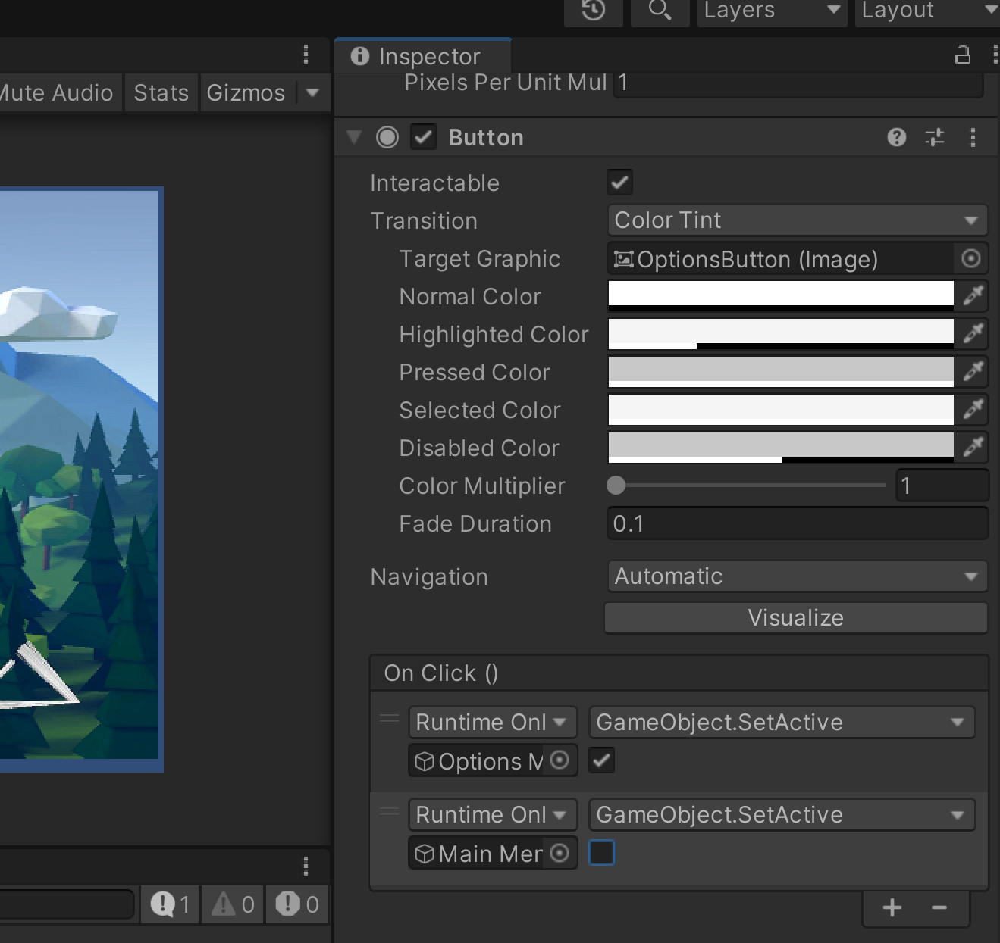 Layers
Layout
Inspector
Mute Audio
Stats
Gizmos
Pixels Per Unit Mul 1
Button
Interactable
Transition Color Tint
Target Graphic OptionsButton (Image)
Normal Color
Highlighted Color
Pressed Color
Selected Color
Disabled Color
Color Multiplier 1
Fade Duration 0.1
Navigation Automatic
Visualize
On Click ()
Runtime Onl GameObject.SetActive
Options M
Runtime Onl GameObject.SetActive
Main Men
1 0 0